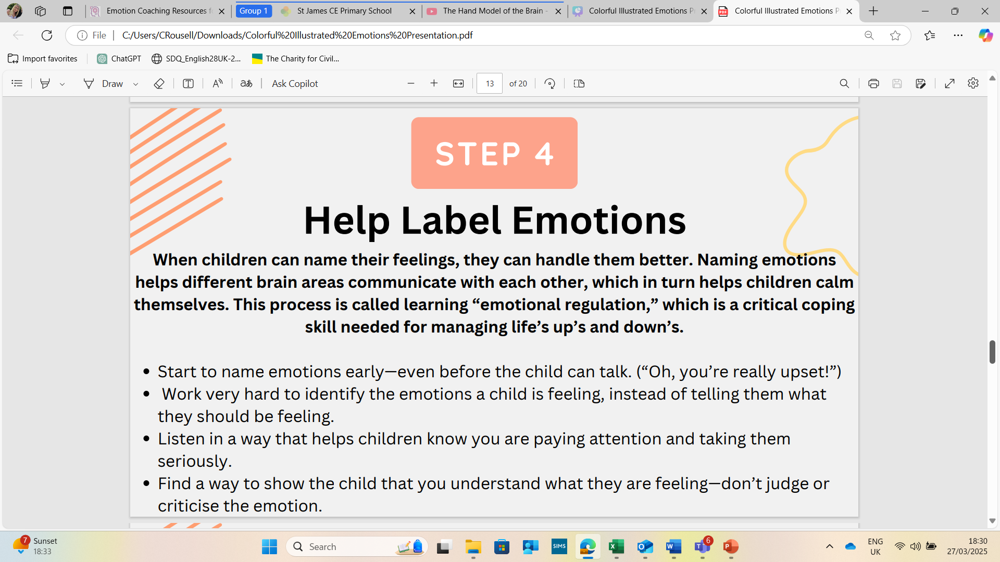 Emotion Coaching Resources f
Group 1
St James CE Primary School
The Hand Model of the Brain -
Colorful Illustrated Emotions P
Colorful Illustrated Emotions P
File
C:/Users/CRousell/Downloads/Colorful%20Illustrated%20Emotions%20Presentation.pdf
Import favorites
ChatGPT
SDQ_English28UK-2...
The Charity for Civil...
Draw
Ask Copilot
13 of 20
STEP 4
Help Label Emotions
When children can name their feelings, they can handle them better. Naming emotions
helps different brain areas communicate with each other, which in turn helps children calm
themselves. This process is called learning “emotional regulation,” which is a critical coping
skill needed for managing life’s up’s and down’s.
• Start to name emotions early—even before the child can talk. (“Oh, you’re really upset!”)
• Work very hard to identify the emotions a child is feeling, instead of telling them what
they should be feeling.
• Listen in a way that helps children know you are paying attention and taking them
seriously.
• Find a way to show the child that you understand what they are feeling—don’t judge or
criticise the emotion.
7
Sunset
18:33
Search
SIMS
6
ENG
UK
18:30
27/03/2025